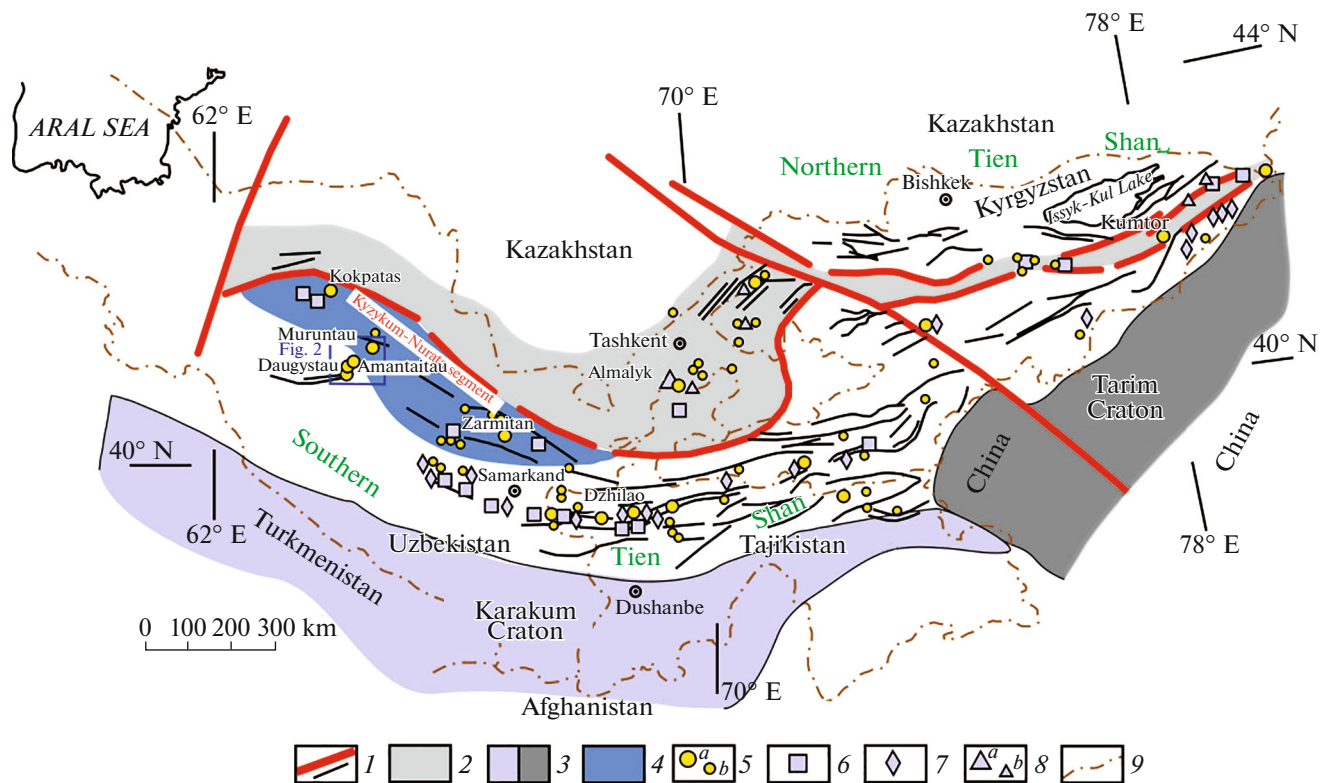 78° E
44° N
62° E
70° E
ARAL SEA
Kazakhstan
Northern
Tien
Shan
Bishkek
Kyrgyzstan
Issyk-Kul Lake
Kumtor
Kazakhstan
Kokpatas
Kyzykum–Nurata segment
Muruntau
Fig. 2
Tashkent
Daugystau
Amantaitau
Almalyk
40° N
Tarim
Craton
Zarmitan
China
China
40° N
Southern
Samarkand
Dzhilao
Shan
62° E
Turkmenistan
Uzbekistan
Tien
Tajikistan
78° E
Dushanbe
Karakum
Craton
0 100 200 300 km
70° E
Afghanistan
1 2 3 4 a b 5 6 7 a b 8 9